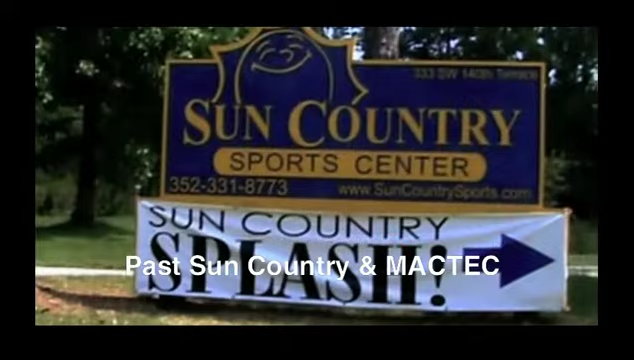 333 SW 140th Terrace
SUN COUNTRY
SPORTS CENTER
352-331-8773 www.SunCountrySports.com
SUN COUNTRY
SPLASH!
Past Sun Country & MACTEC